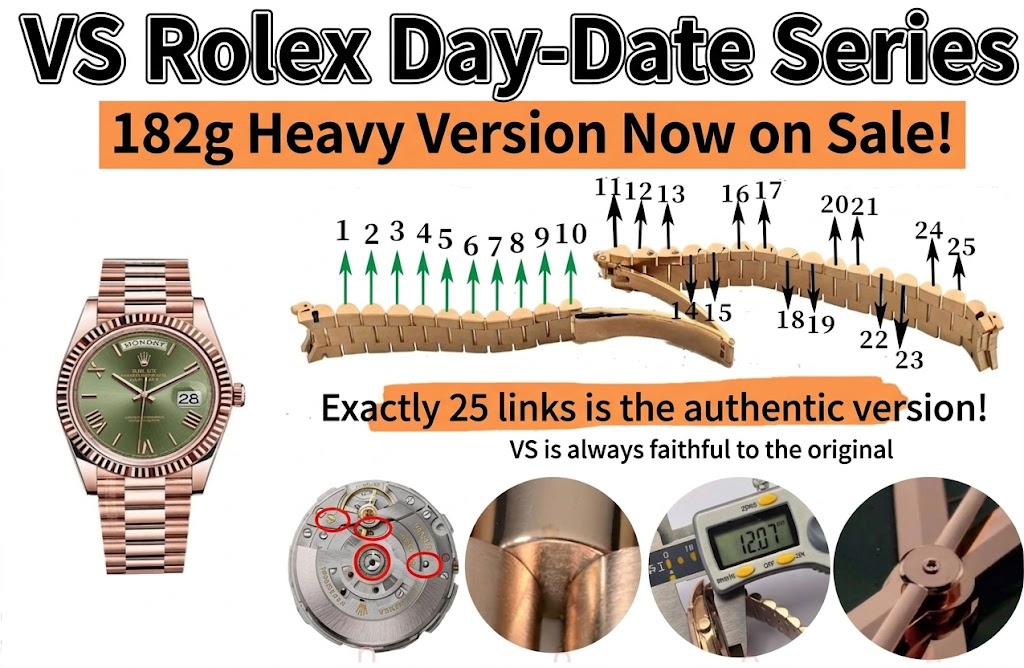 VS Rolex Day-Date Series
182g Heavy Version Now on Sale!
1 2 3 4 5 6 7 8 9 10
11 12 13 16 17 20 21 24 25
14 15 18 19 22 23
Exactly 25 links is the authentic version!
VS is always faithful to the original
MONDAY
28
12.07
OFF